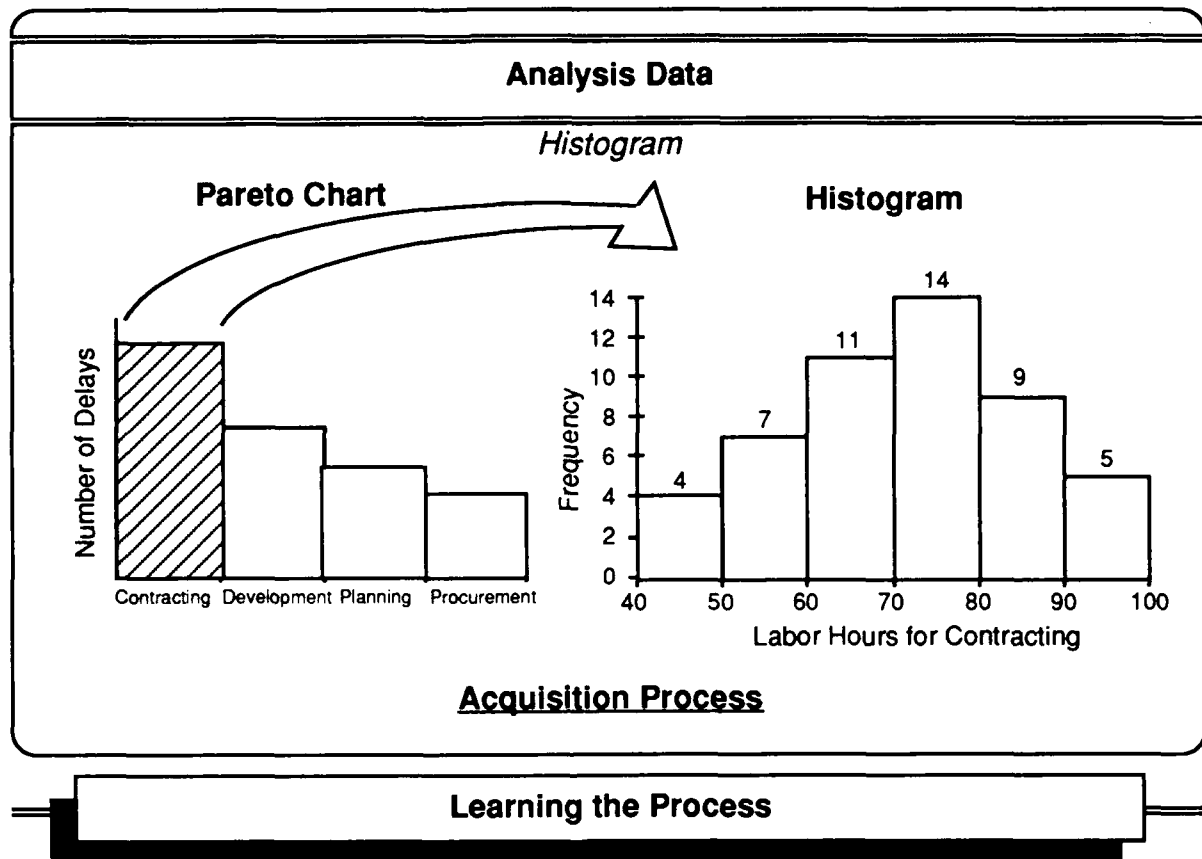 Analysis Data
Histogram
Pareto Chart
Number of Delays
Contracting Development Planning Procurement
Histogram
Frequency
14
12
10
8
6
4
2
0
4
7
11
14
9
5
40 50 60 70 80 90 100
Labor Hours for Contracting
Acquisition Process
Learning the Process